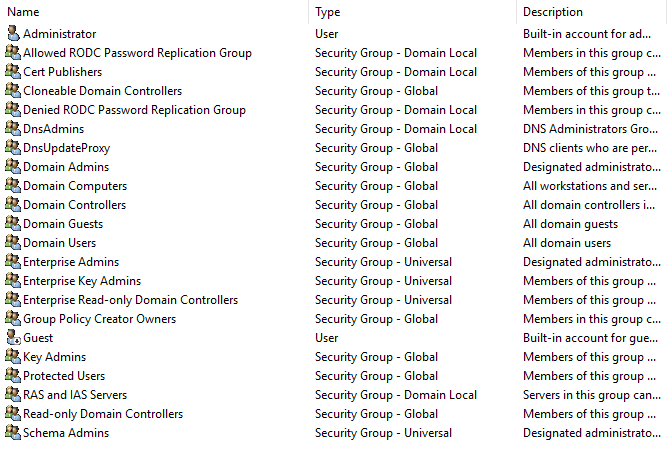 Name Type Description
Administrator User Built-in account for ad...
Allowed RODC Password Replication Group Security Group - Domain Local Members in this group c...
Cert Publishers Security Group - Domain Local Members of this group ...
Cloneable Domain Controllers Security Group - Global Members of this group t...
Denied RODC Password Replication Group Security Group - Domain Local Members in this group c...
DnsAdmins Security Group - Domain Local DNS Administrators Gro...
DnsUpdateProxy Security Group - Global DNS clients who are per...
Domain Admins Security Group - Global Designated administrato...
Domain Computers Security Group - Global All workstations and ser...
Domain Controllers Security Group - Global All domain controllers i...
Domain Guests Security Group - Global All domain guests
Domain Users Security Group - Global All domain users
Enterprise Admins Security Group - Universal Designated administrato...
Enterprise Key Admins Security Group - Universal Members of this group ...
Enterprise Read-only Domain Controllers Security Group - Universal Members of this group ...
Group Policy Creator Owners Security Group - Global Members in this group c...
Guest User Built-in account for gue...
Key Admins Security Group - Global Members of this group ...
Protected Users Security Group - Global Members of this group ...
RAS and IAS Servers Security Group - Domain Local Servers in this group can...
Read-only Domain Controllers Security Group - Global Members of this group ...
Schema Admins Security Group - Universal Designated administrato...